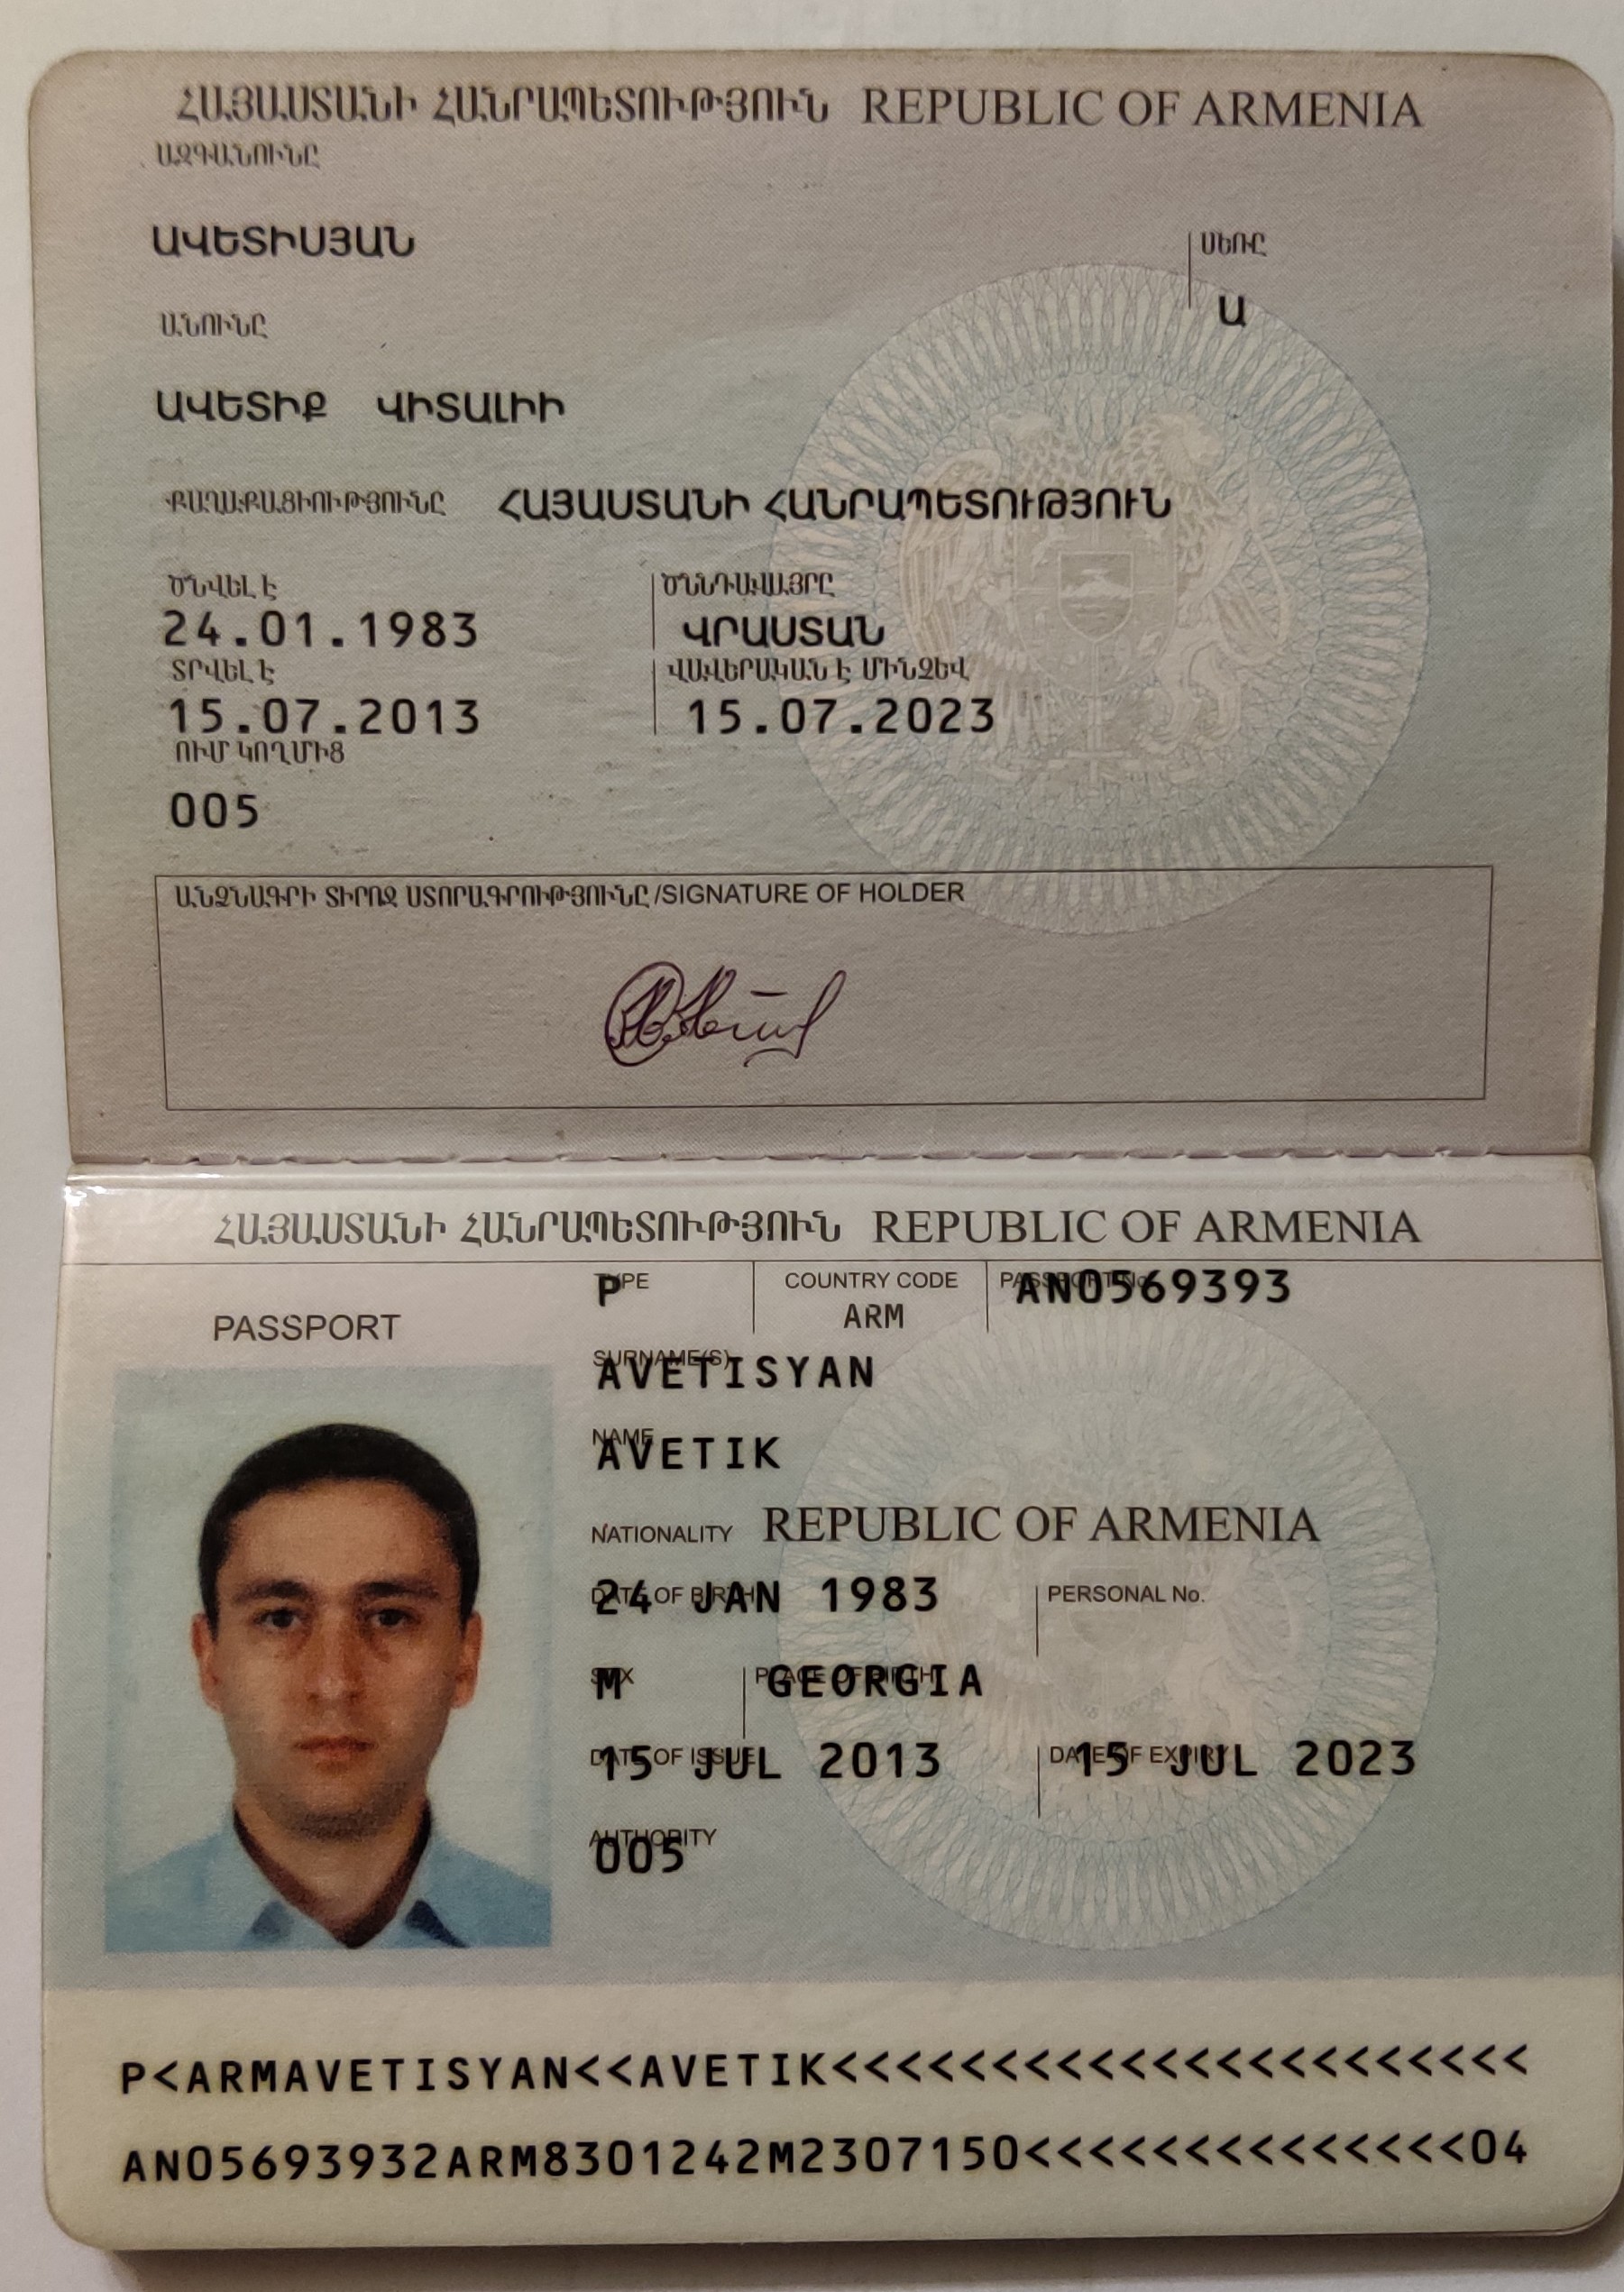 ՀԱՅԱՍՏԱՆԻ ՀԱՆՐԱՊԵՏՈՒԹՅՈՒՆ REPUBLIC OF ARMENIA
ԱԶԳԱՆՈՒՆԸ
ԱՎԵՏԻՍՅԱՆ
ՍԵՌԸ
Ա
ԱՆՈՒՆԸ
ԱՎԵՏԻՔ ՎԻՏԱԼԻԻ
ՔԱՂԱՔԱՑԻՈՒԹՅՈՒՆԸ ՀԱՅԱՍՏԱՆԻ ՀԱՆՐԱՊԵՏՈՒԹՅՈՒՆ
ԾՆՎԵԼ Է ԾՆՆԴԱՎԱՅՐԸ
24.01.1983 ՎՐԱՍՏԱՆ
ՏՐՎԵԼ Է ՎԱՎԵՐԱԿԱՆ Է ՄԻՆՉԵՎ
15.07.2013 15.07.2023
ՈՒՄ ԿՈՂՄԻՑ
005
ԱՆՁՆԱԳՐԻ ՏԻՐՈՋ ՍՏՈՐԱԳՐՈՒԹՅՈՒՆԸ /SIGNATURE OF HOLDER
ՀԱՅԱՍՏԱՆԻ ՀԱՆՐԱՊԵՏՈՒԹՅՈՒՆ REPUBLIC OF ARMENIA
PASSPORT
TYPE COUNTRY CODE PASSPORT No.
P ARM AN0569393
SURNAME(S)
AVETISYAN
NAME
AVETIK
NATIONALITY REPUBLIC OF ARMENIA
DATE OF BIRTH PERSONAL No.
24 JAN 1983
SEX PLACE OF BIRTH
M GEORGIA
DATE OF ISSUE DATE OF EXPIRY
15 JUL 2013 15 JUL 2023
AUTHORITY
005
P<ARMAVETISYAN<<AVETIK<<<<<<<<<<<<<<<<<<<<<<
AN05693932ARM8301242M2307150<<<<<<<<<<<<<<04